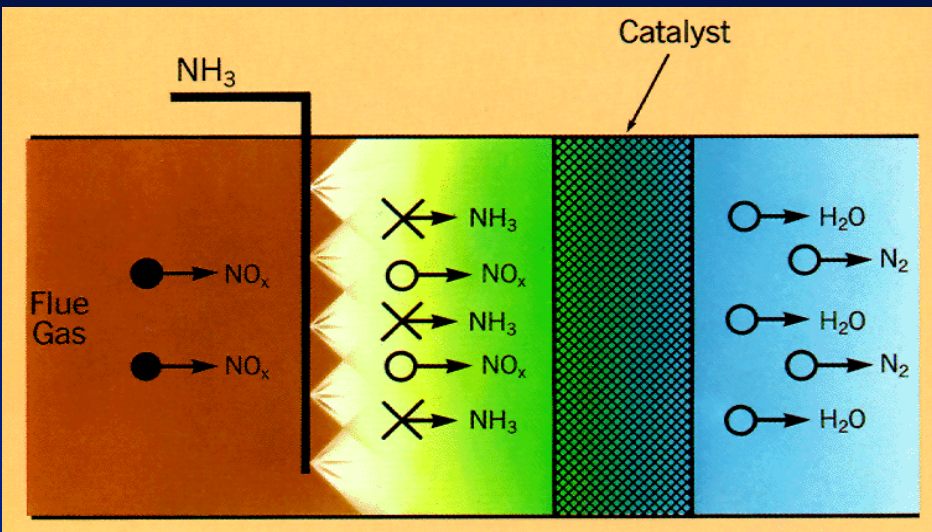 Catalyst
NH₃
NH₃
H₂O
N₂
NOₓ
NOₓ
Flue
Gas
NH₃
H₂O
NOₓ
NOₓ
N₂
NH₃
H₂O